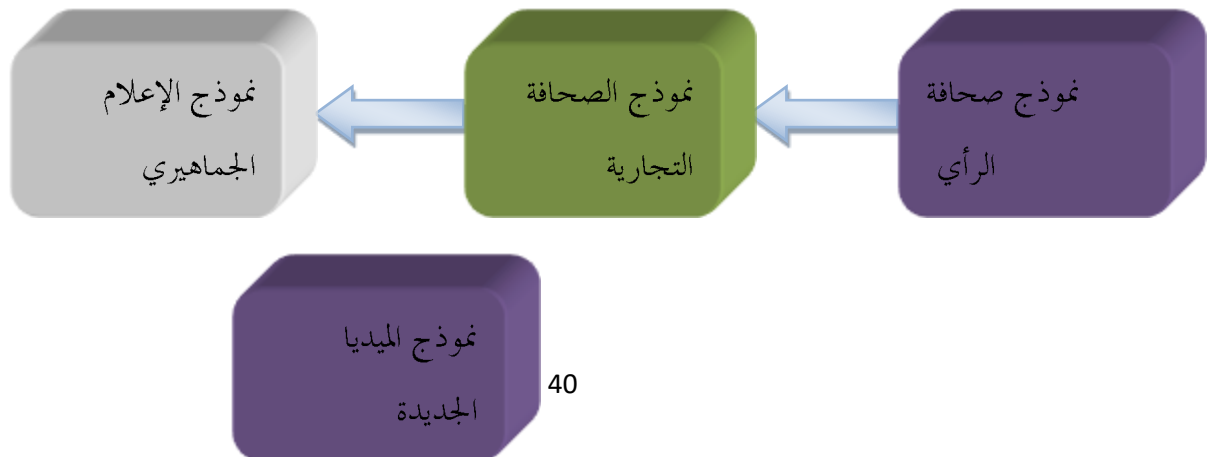 نموذج صحافة
الرأي
نموذج الصحافة
التجارية
نموذج الإعلام
الجماهيري
نموذج الميديا
الجديدة
40